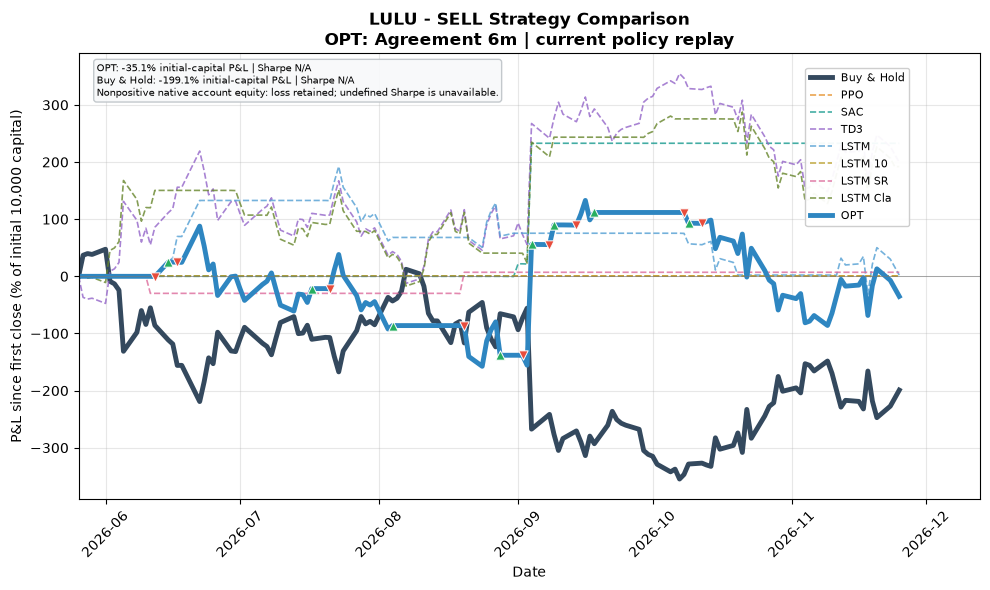 LULU - SELL Strategy Comparison
OPT: Agreement 6m | current policy replay
OPT: -35.1% initial-capital P&L | Sharpe N/A
Buy & Hold: -199.1% initial-capital P&L | Sharpe N/A
Nonpositive native account equity: loss retained; undefined Sharpe is unavailable.
Buy & Hold
PPO
SAC
TD3
LSTM
LSTM 10
LSTM SR
LSTM Cla
OPT
P&L since first close (% of initial 10,000 capital)
300
200
100
0
−100
−200
−300
2026-06
2026-07
2026-08
2026-09
2026-10
2026-11
2026-12
Date